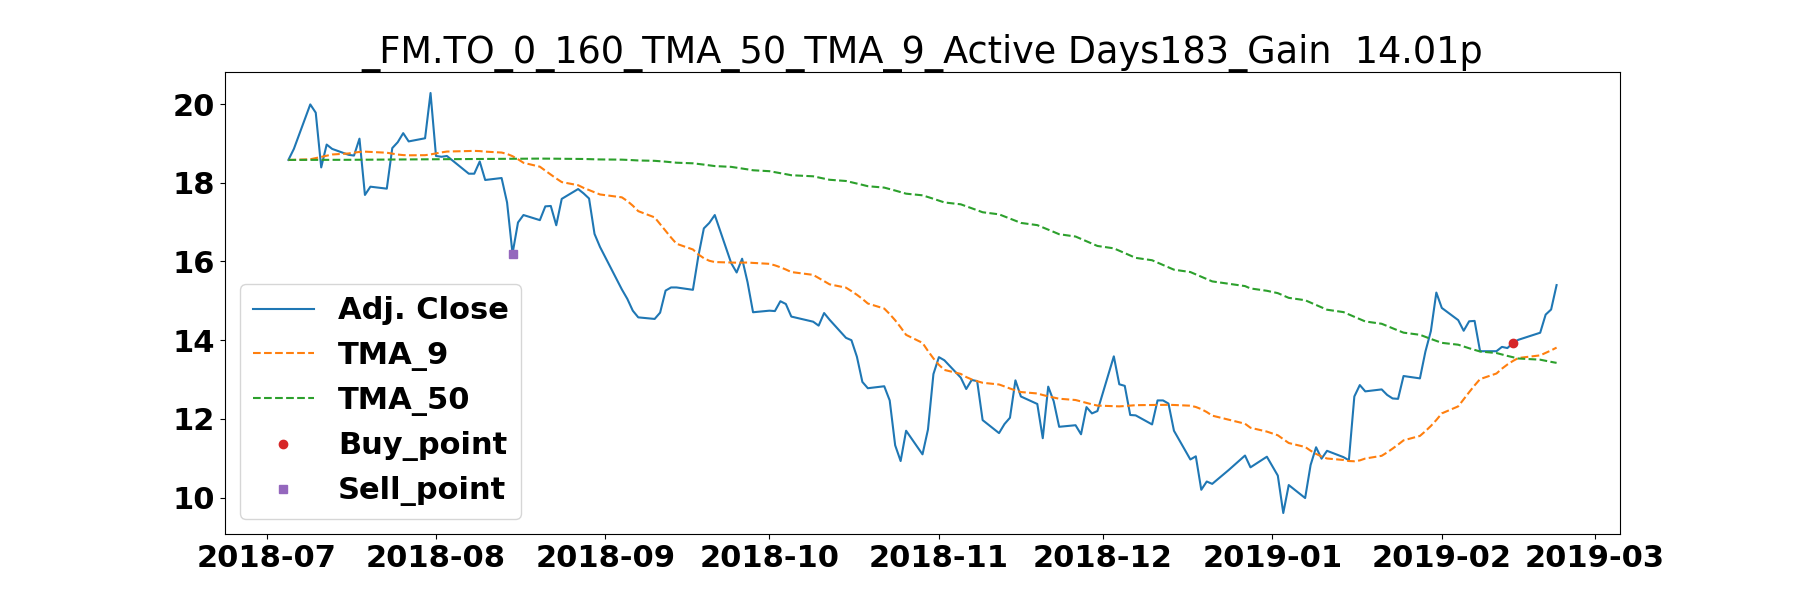 _FM.TO_0_160_TMA_50_TMA_9_Active Days183_Gain  14.01p
20
18
16
14
12
10
Adj. Close
TMA_9
TMA_50
Buy_point
Sell_point
2018-07 2018-08 2018-09 2018-10 2018-11 2018-12 2019-01 2019-02 2019-03